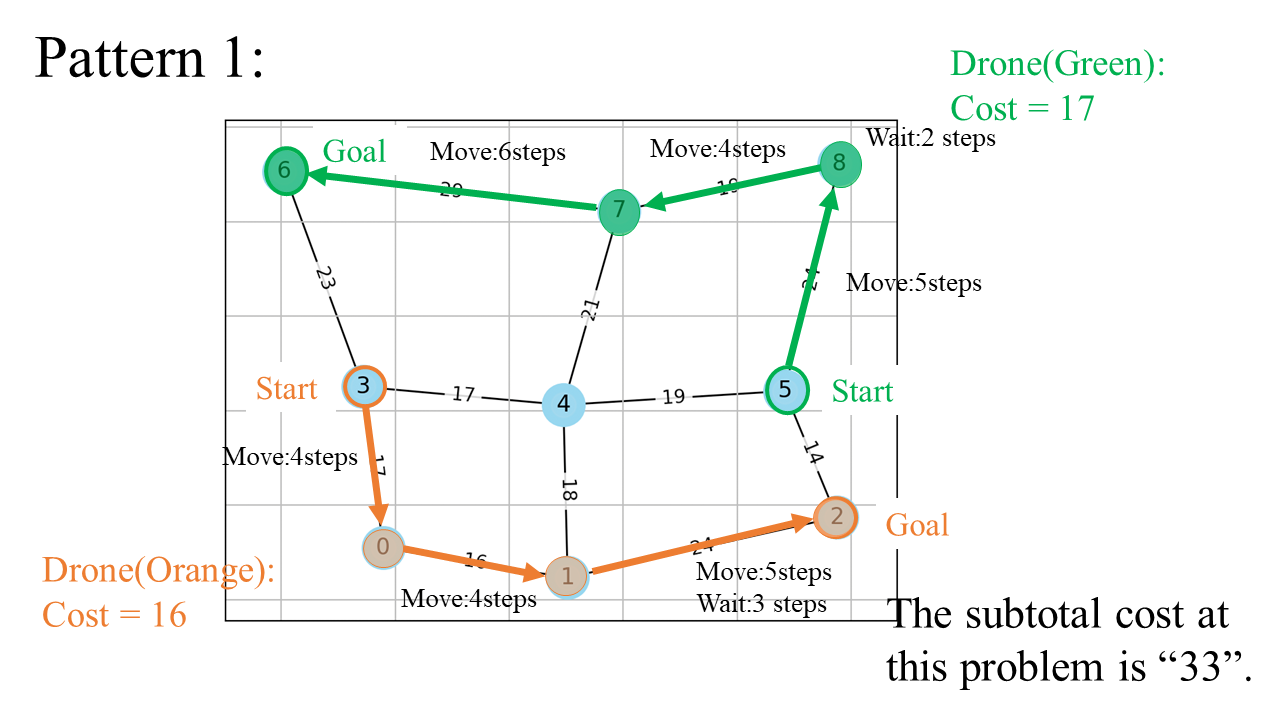 Pattern 1:
Drone(Green):
Cost = 17
Wait:2 steps
Goal
Move:6steps
Move:4steps
6
29
7
19
8
23
21
24
Move:5steps
Start
3
17
4
19
5
Start
Move:4steps
17
18
14
0
16
1
24
2
Goal
Drone(Orange):
Cost = 16
Move:4steps
Move:5steps
Wait:3 steps
The subtotal cost at
this problem is “33”.